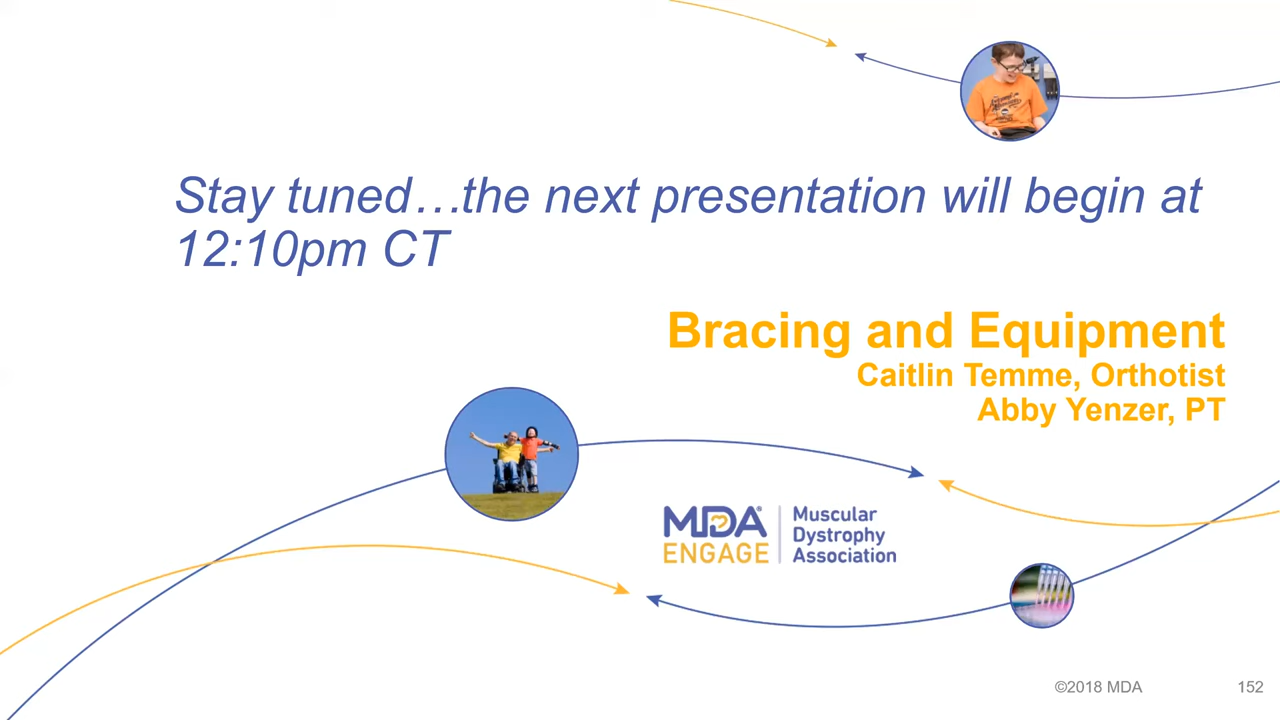 Stay tuned…the next presentation will begin at
12:10pm CT
Bracing and Equipment
Caitlin Temme, Orthotist
Abby Yenzer, PT
MDA®
ENGAGE
Muscular
Dystrophy
Association
©2018 MDA
152